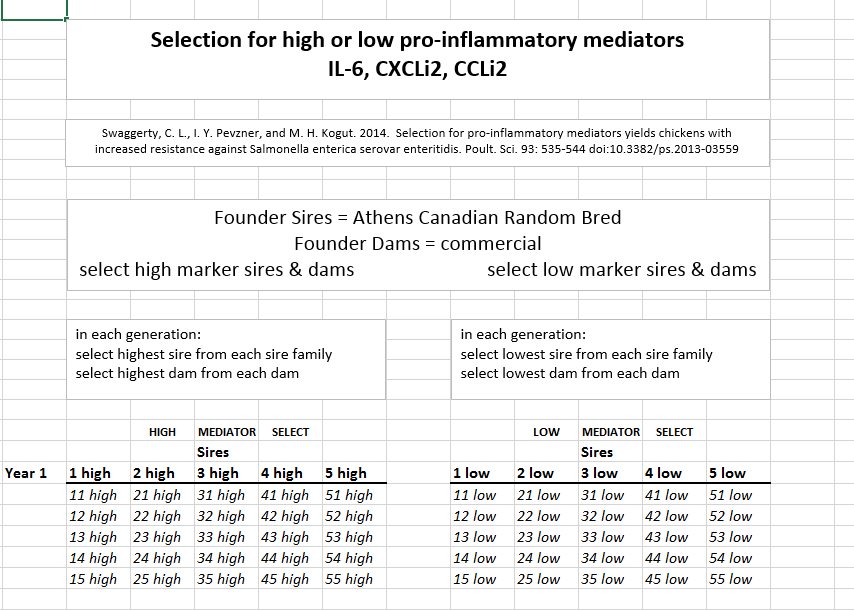 Selection for high or low pro-inflammatory mediators
IL-6, CXCLi2, CCLi2
Swaggerty, C. L., I. Y. Pevzner, and M. H. Kogut. 2014. Selection for pro-inflammatory mediators yields chickens with
increased resistance against Salmonella enterica serovar enteritidis. Poult. Sci. 93: 535-544 doi:10.3382/ps.2013-03559
Founder Sires = Athens Canadian Random Bred
Founder Dams = commercial
select high marker sires & dams select low marker sires & dams
in each generation:
select highest sire from each sire family
select highest dam from each dam
in each generation:
select lowest sire from each sire family
select lowest dam from each dam
HIGH MEDIATOR SELECT LOW MEDIATOR SELECT
Sires Sires
Year 1 1 high 2 high 3 high 4 high 5 high 1 low 2 low 3 low 4 low 5 low
11 high 21 high 31 high 41 high 51 high 11 low 21 low 31 low 41 low 51 low
12 high 22 high 32 high 42 high 52 high 12 low 22 low 32 low 42 low 52 low
13 high 23 high 33 high 43 high 53 high 13 low 23 low 33 low 43 low 53 low
14 high 24 high 34 high 44 high 54 high 14 low 24 low 34 low 44 low 54 low
15 high 25 high 35 high 45 high 55 high 15 low 25 low 35 low 45 low 55 low